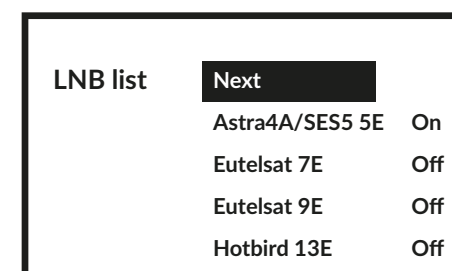 LNB list Next
Astra4A/SES5 5E On
Eutelsat 7E Off
Eutelsat 9E Off
Hotbird 13E Off